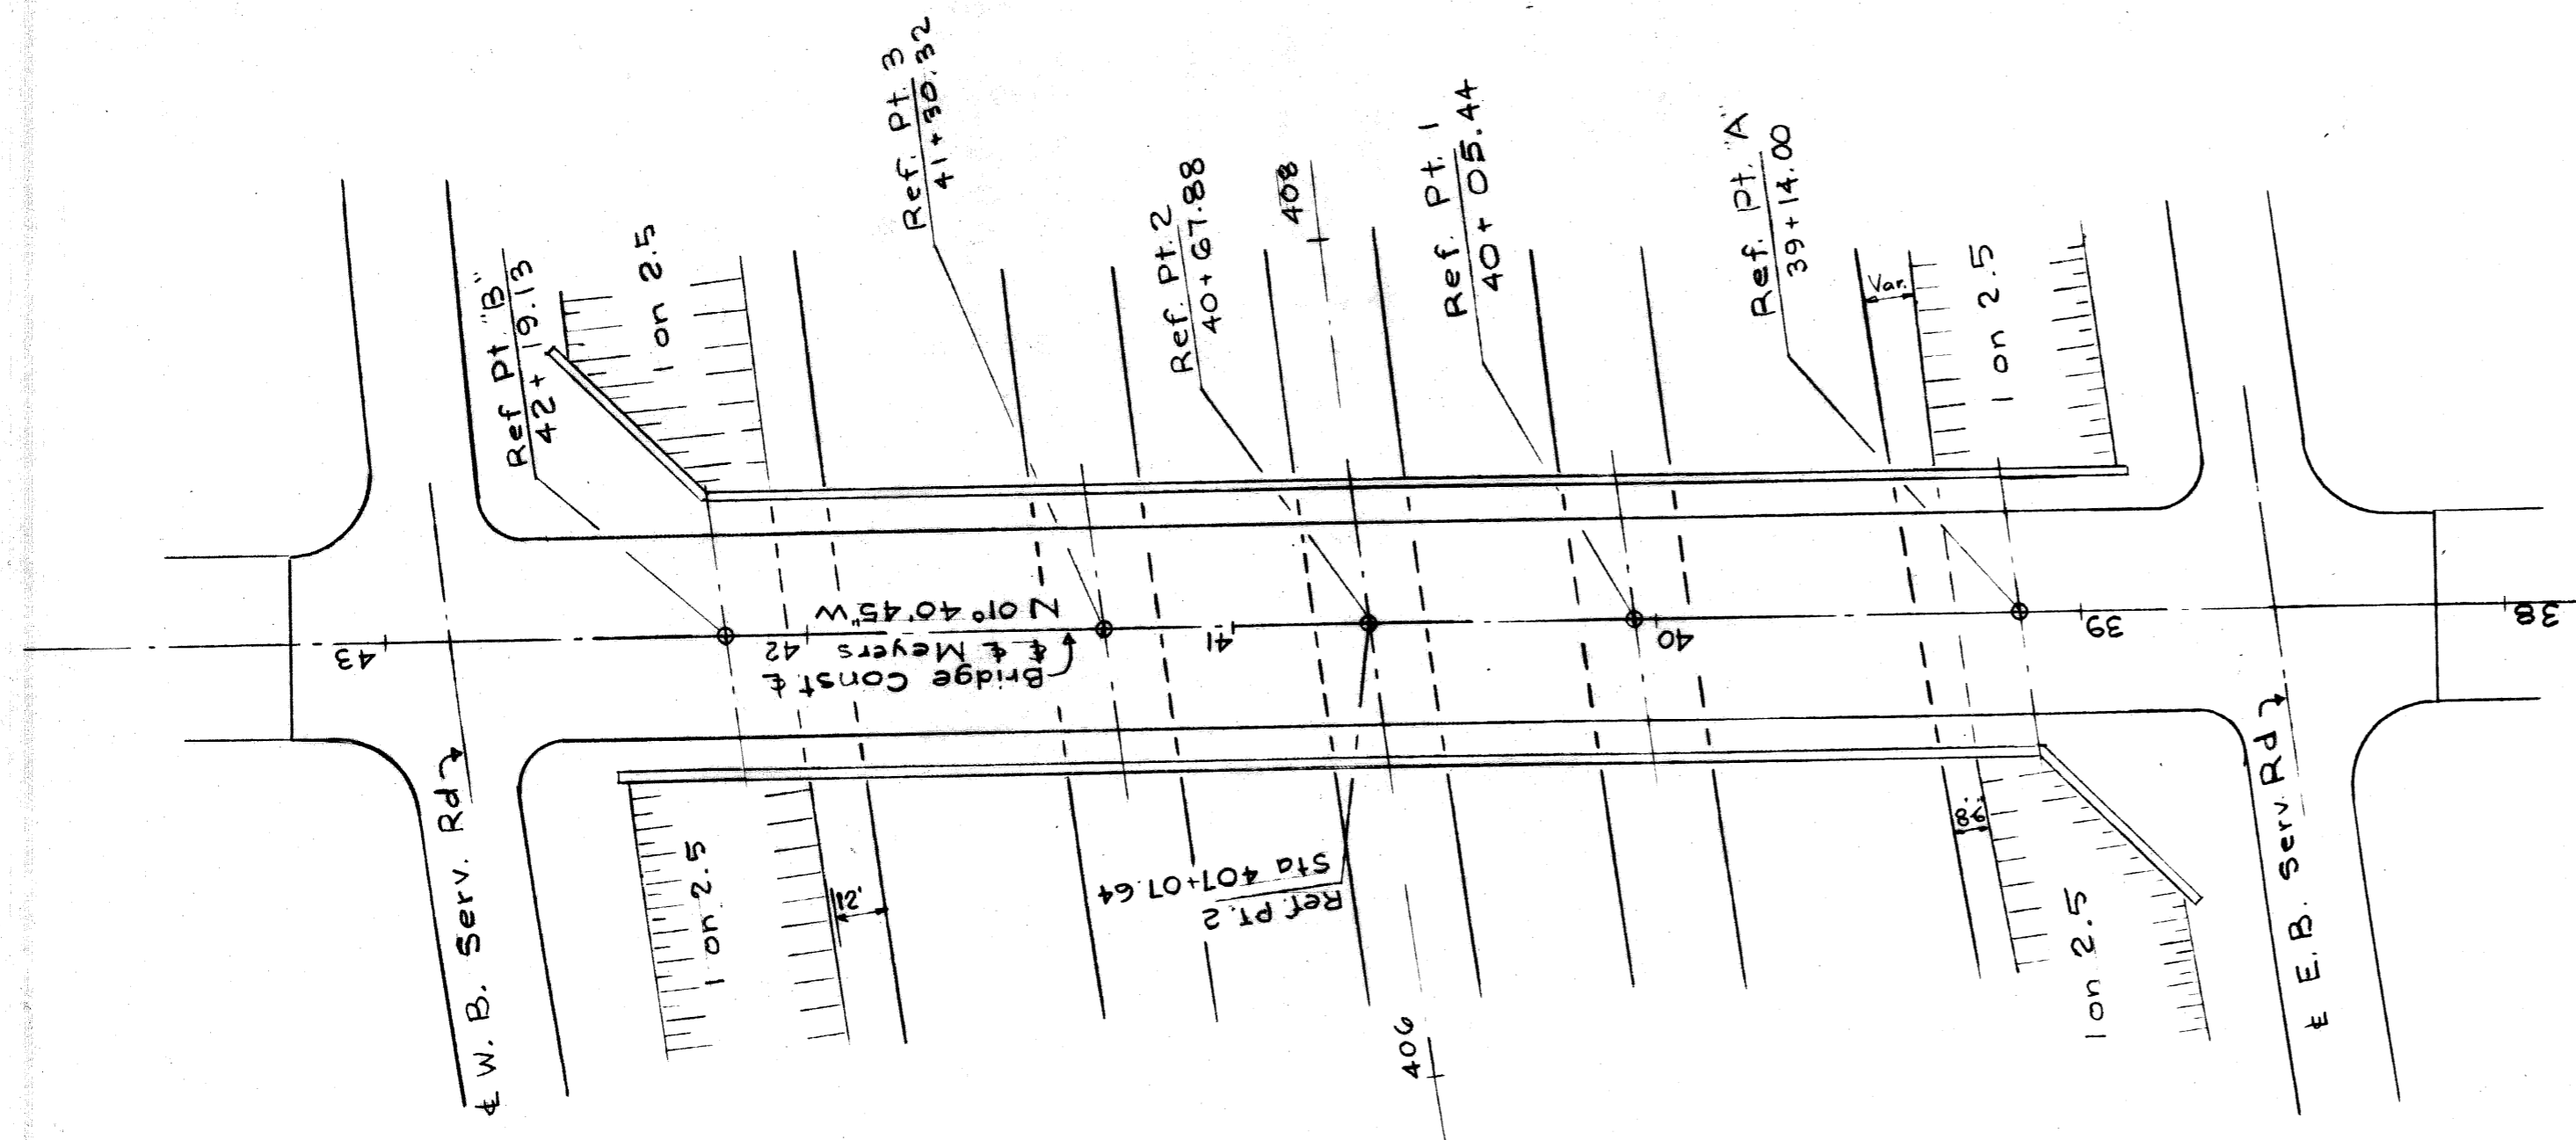 Ref Pt "B"
42 + 19.13
1 on 2.5
Ref. Pt. 3
41 + 30.32
Ref. Pt. 2
40 + 67.88
408
Ref. Pt. 1
40 + 05.44
Ref. Pt. "A"
39 + 14.00
Var.
1 on 2.5
43
42
41
40
39
38
Bridge Const ℄
& ℄ Meyers
N 01° 40' 45" W
℄ W. B. Serv. Rd
1 on 2.5
12'
Ref. Pt. 2
Sta 407+07.64
406
1 on 2.5
℄ E. B. Serv. Rd